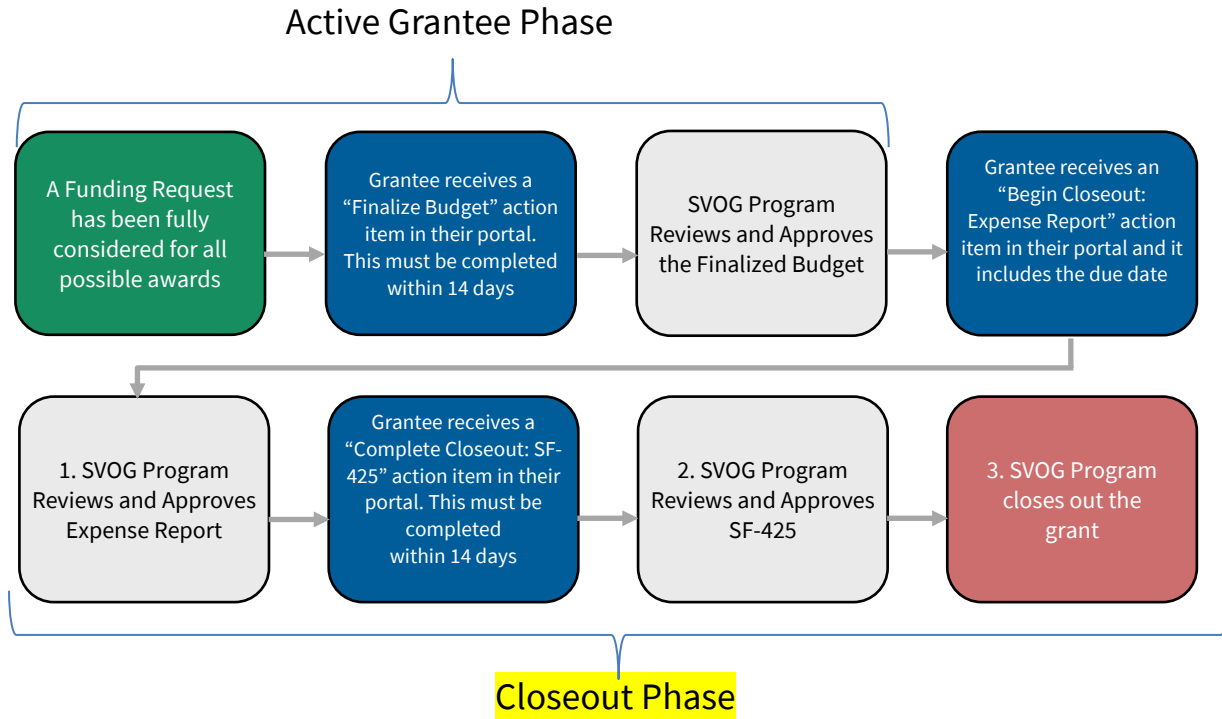 Active Grantee Phase
A Funding Request
has been fully
considered for all
possible awards
Grantee receives a
“Finalize Budget” action
item in their portal.
This must be completed
within 14 days
SVOG Program
Reviews and Approves
the Finalized Budget
Grantee receives an
“Begin Closeout:
Expense Report” action
item in their portal and it
includes the due date
1. SVOG Program
Reviews and Approves
Expense Report
Grantee receives a
“Complete Closeout: SF-
425” action item in their
portal. This must be
completed
within 14 days
2. SVOG Program
Reviews and Approves
SF-425
3. SVOG Program
closes out the
grant
Closeout Phase